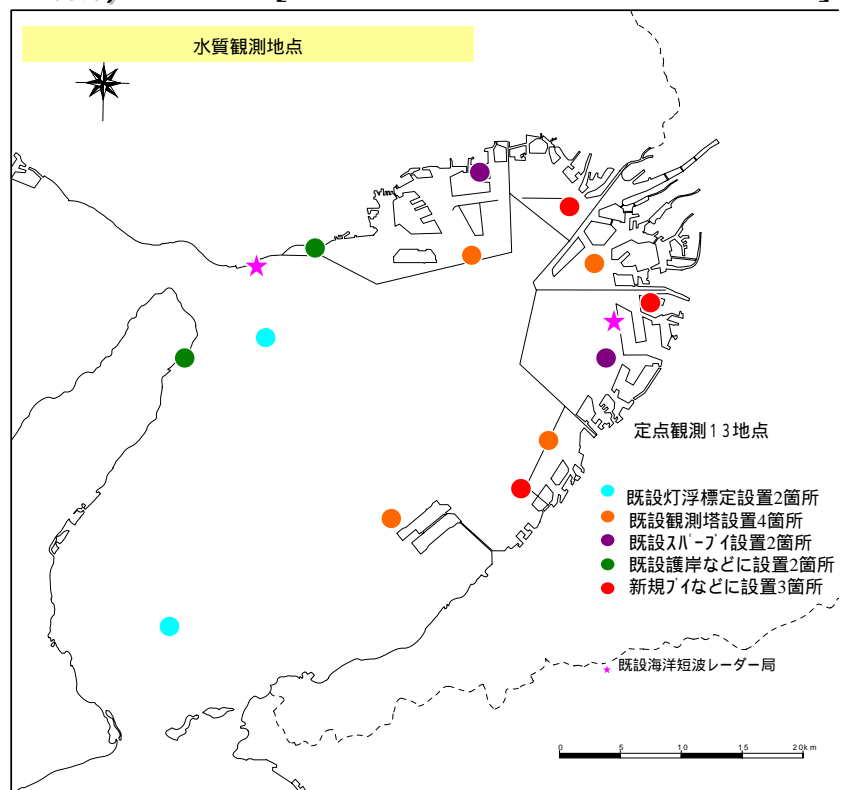 水質観測地点
定点観測13地点
既設灯浮標定設置2箇所
既設観測塔設置4箇所
既設ｽﾊﾟｰﾌﾞｲ設置2箇所
既設護岸などに設置2箇所
新規ﾌﾞｲなどに設置3箇所
既設海洋短波レーダー局
0 5 10 15 20km